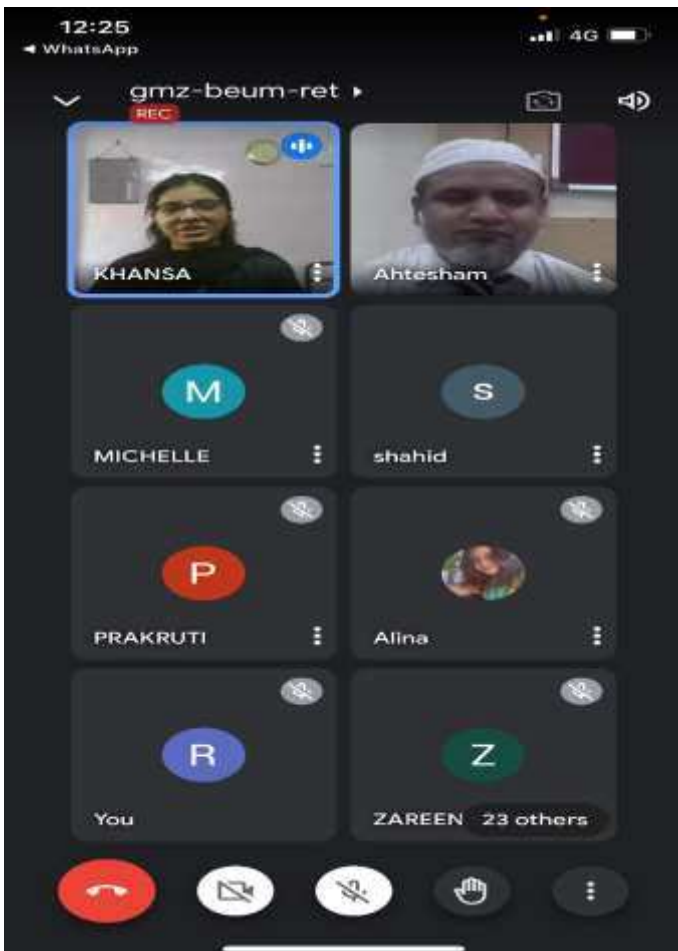 12:25
4G
WhatsApp
gmz-beum-ret
REC
KHANSA
Ahtesham
M
MICHELLE
s
shahid
P
PRAKRUTI
Alina
R
You
Z
ZAREEN 23 others